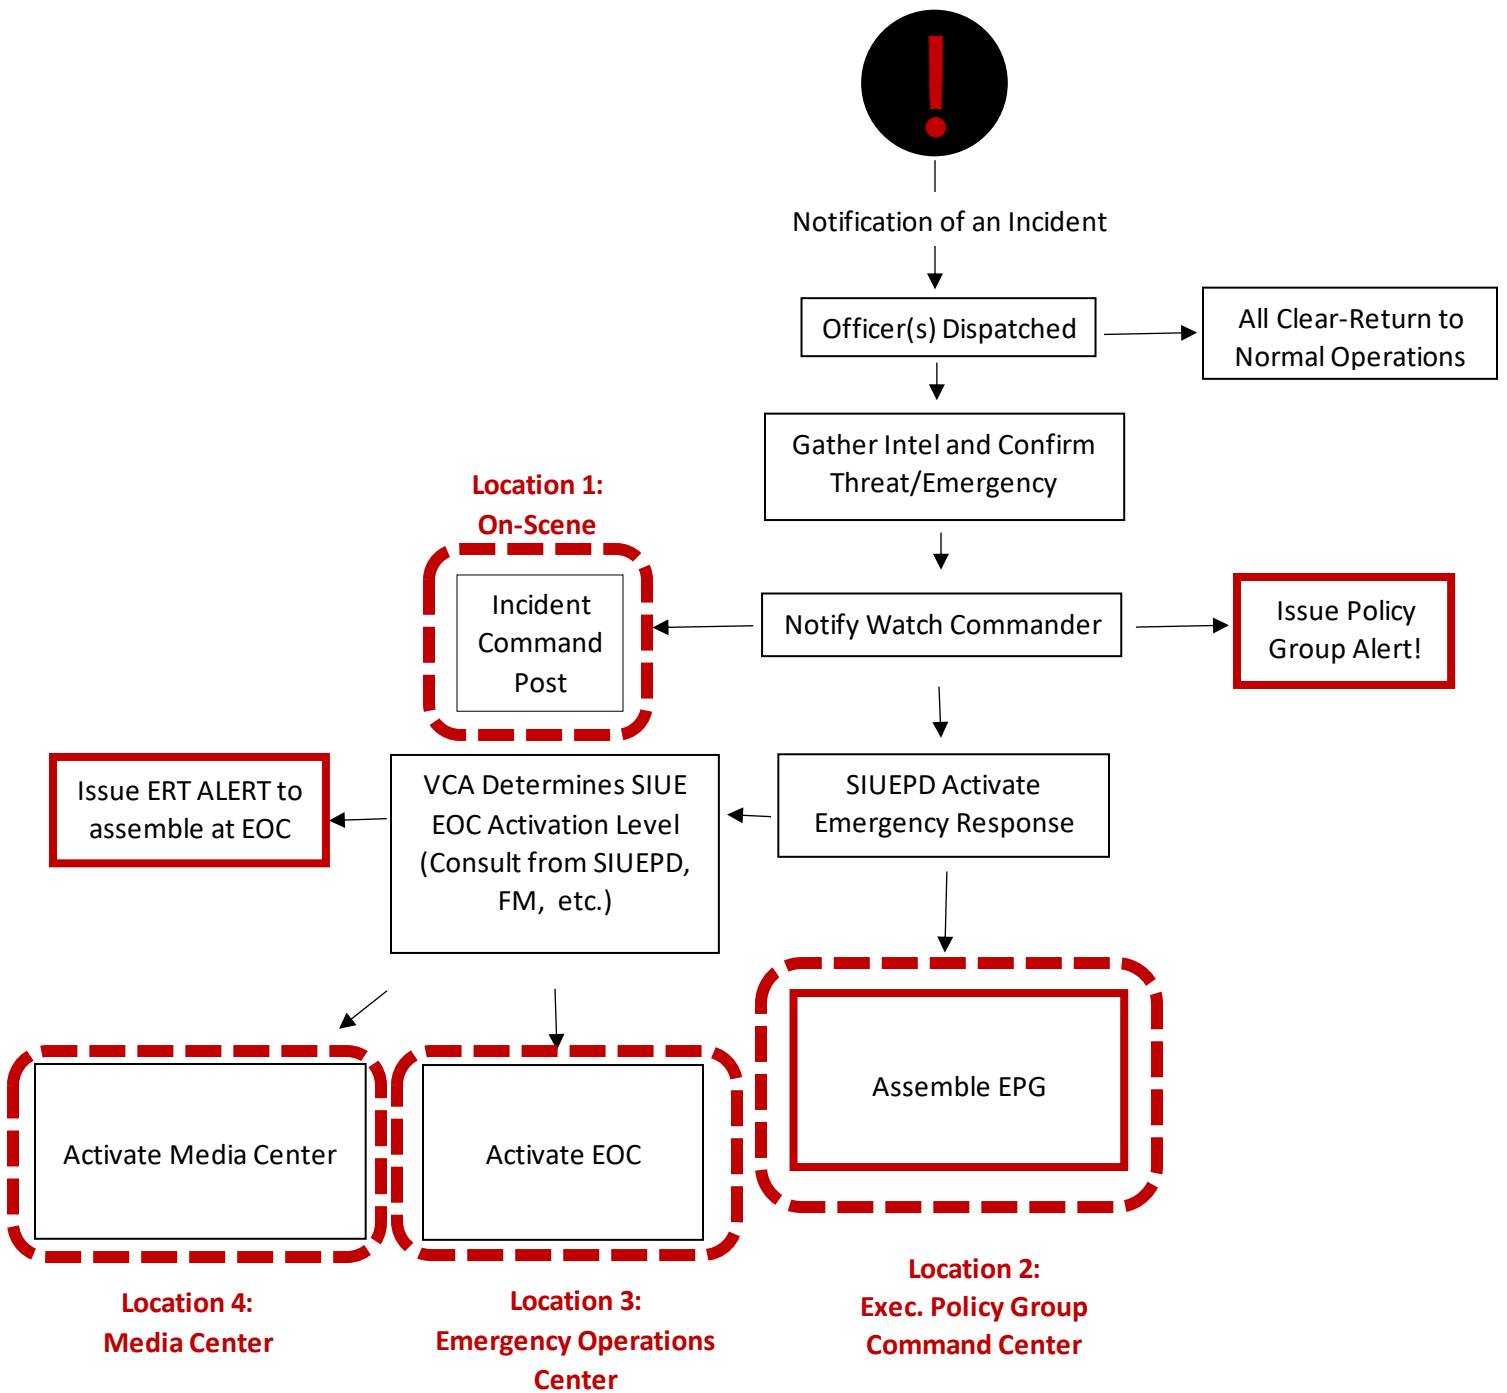 !
Notification of an Incident
Officer(s) Dispatched
All Clear-Return to
Normal Operations
Gather Intel and Confirm
Threat/Emergency
Location 1:
On-Scene
Incident
Command
Post
Notify Watch Commander
Issue Policy
Group Alert!
Issue ERT ALERT to
assemble at EOC
VCA Determines SIUE
EOC Activation Level
(Consult from SIUEPD,
FM,  etc.)
SIUEPD Activate
Emergency Response
Activate Media Center
Activate EOC
Assemble EPG
Location 4:
Media Center
Location 3:
Emergency Operations
Center
Location 2:
Exec. Policy Group
Command Center